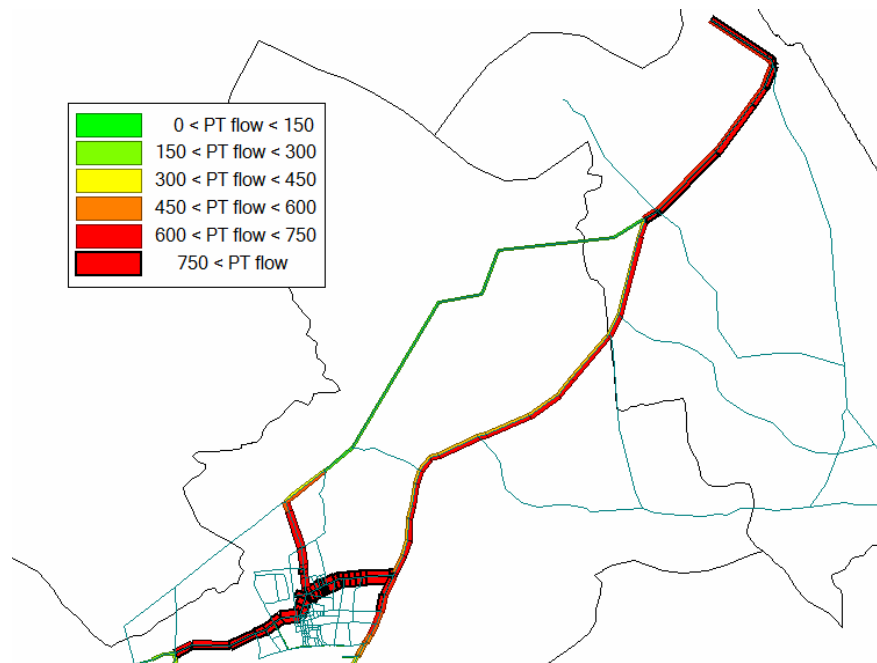 0 < PT flow < 150
150 < PT flow < 300
300 < PT flow < 450
450 < PT flow < 600
600 < PT flow < 750
750 < PT flow